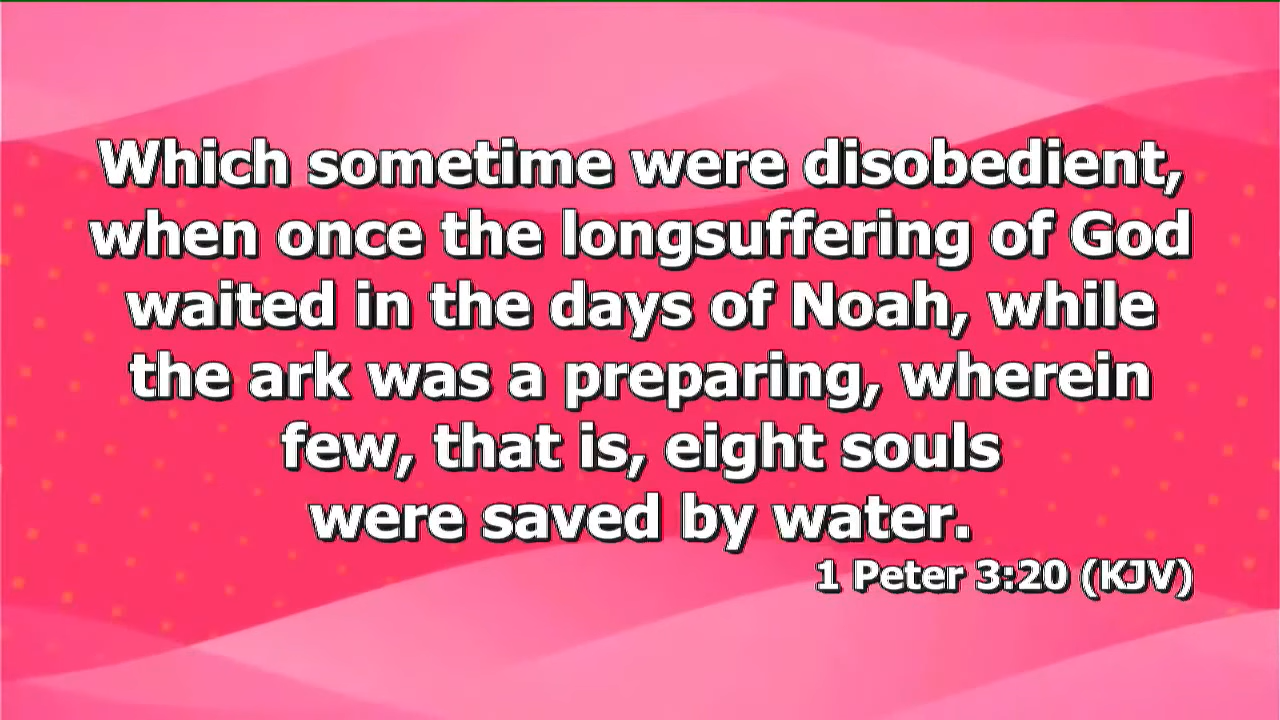 Which sometime were disobedient,
when once the longsuffering of God
waited in the days of Noah, while
the ark was a preparing, wherein
few, that is, eight souls
were saved by water.
1 Peter 3:20 (KJV)